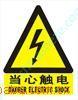 当心触电
DANGER ELECTRIC SHOCK